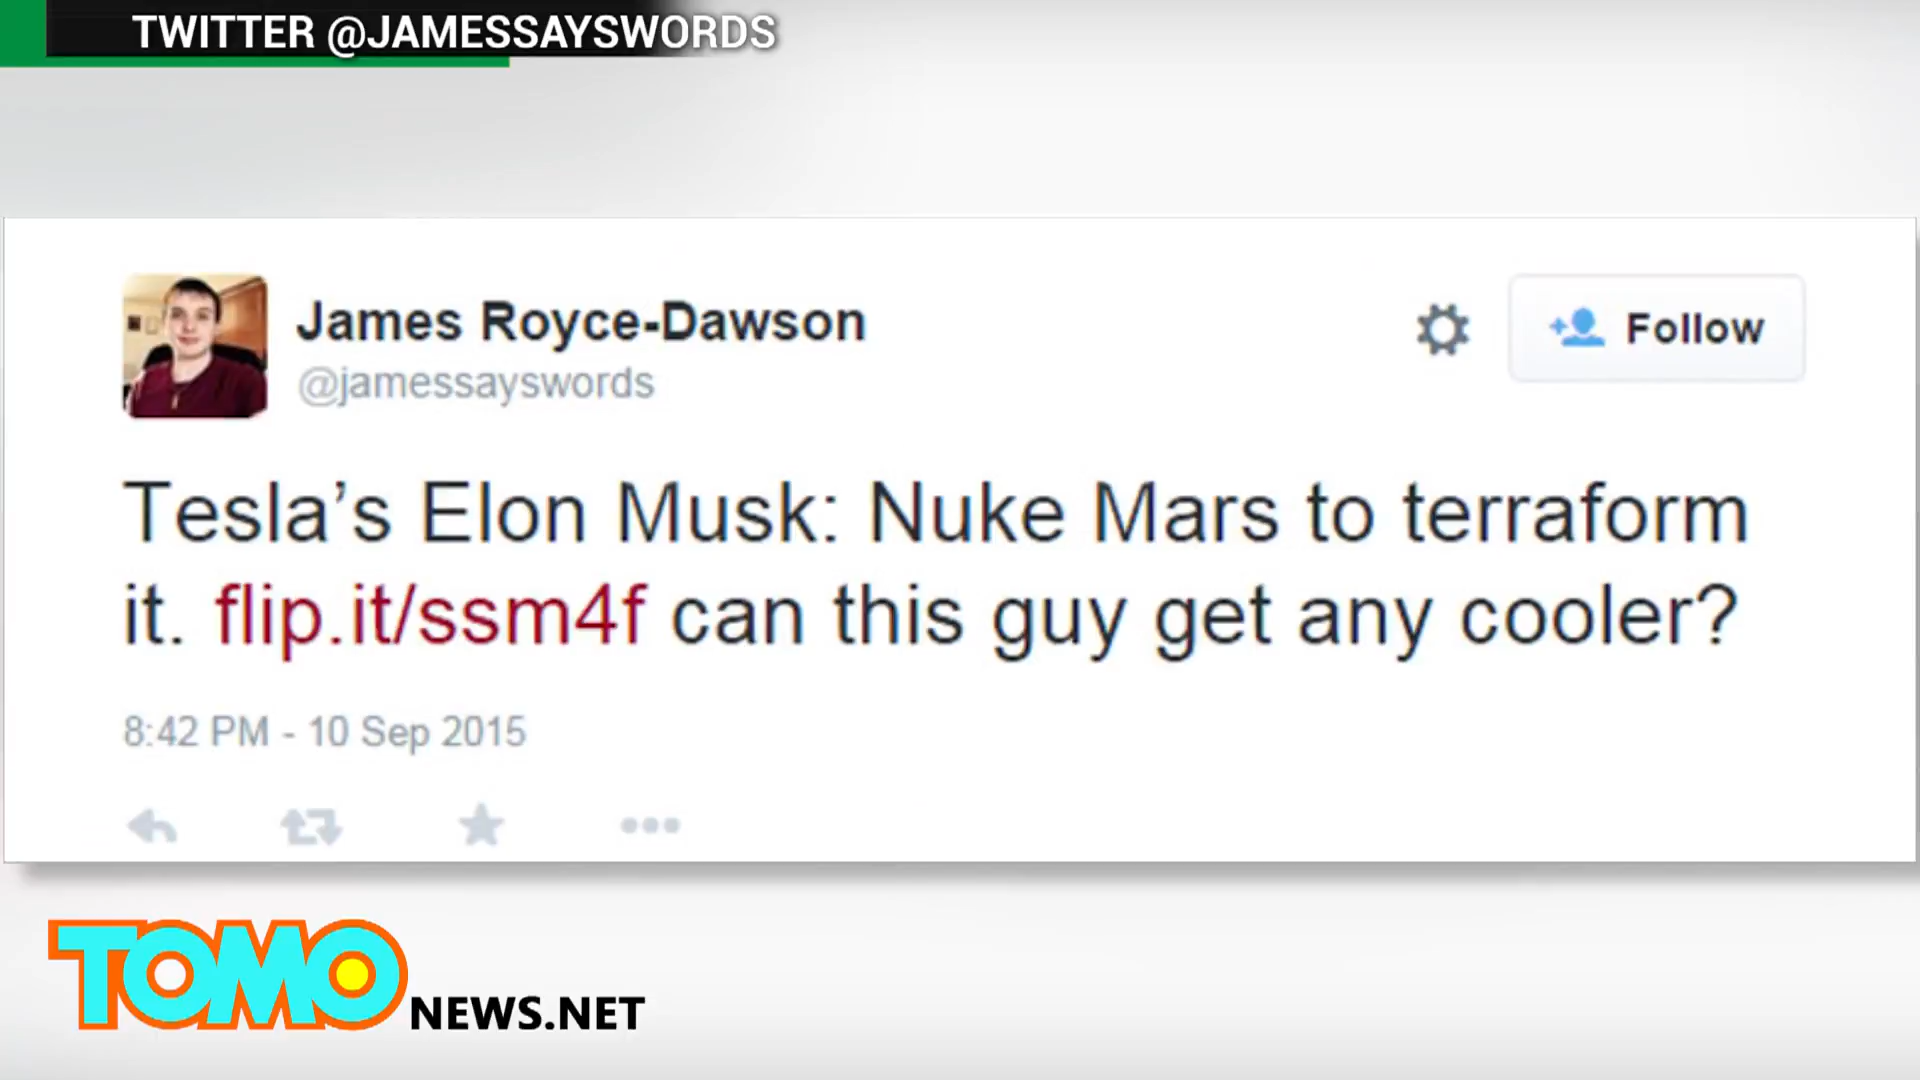 TWITTER @JAMESSAYSWORDS
James Royce-Dawson
@jamessayswords
Follow
Tesla’s Elon Musk: Nuke Mars to terraform
it. flip.it/ssm4f can this guy get any cooler?
8:42 PM - 10 Sep 2015
TOMO NEWS.NET